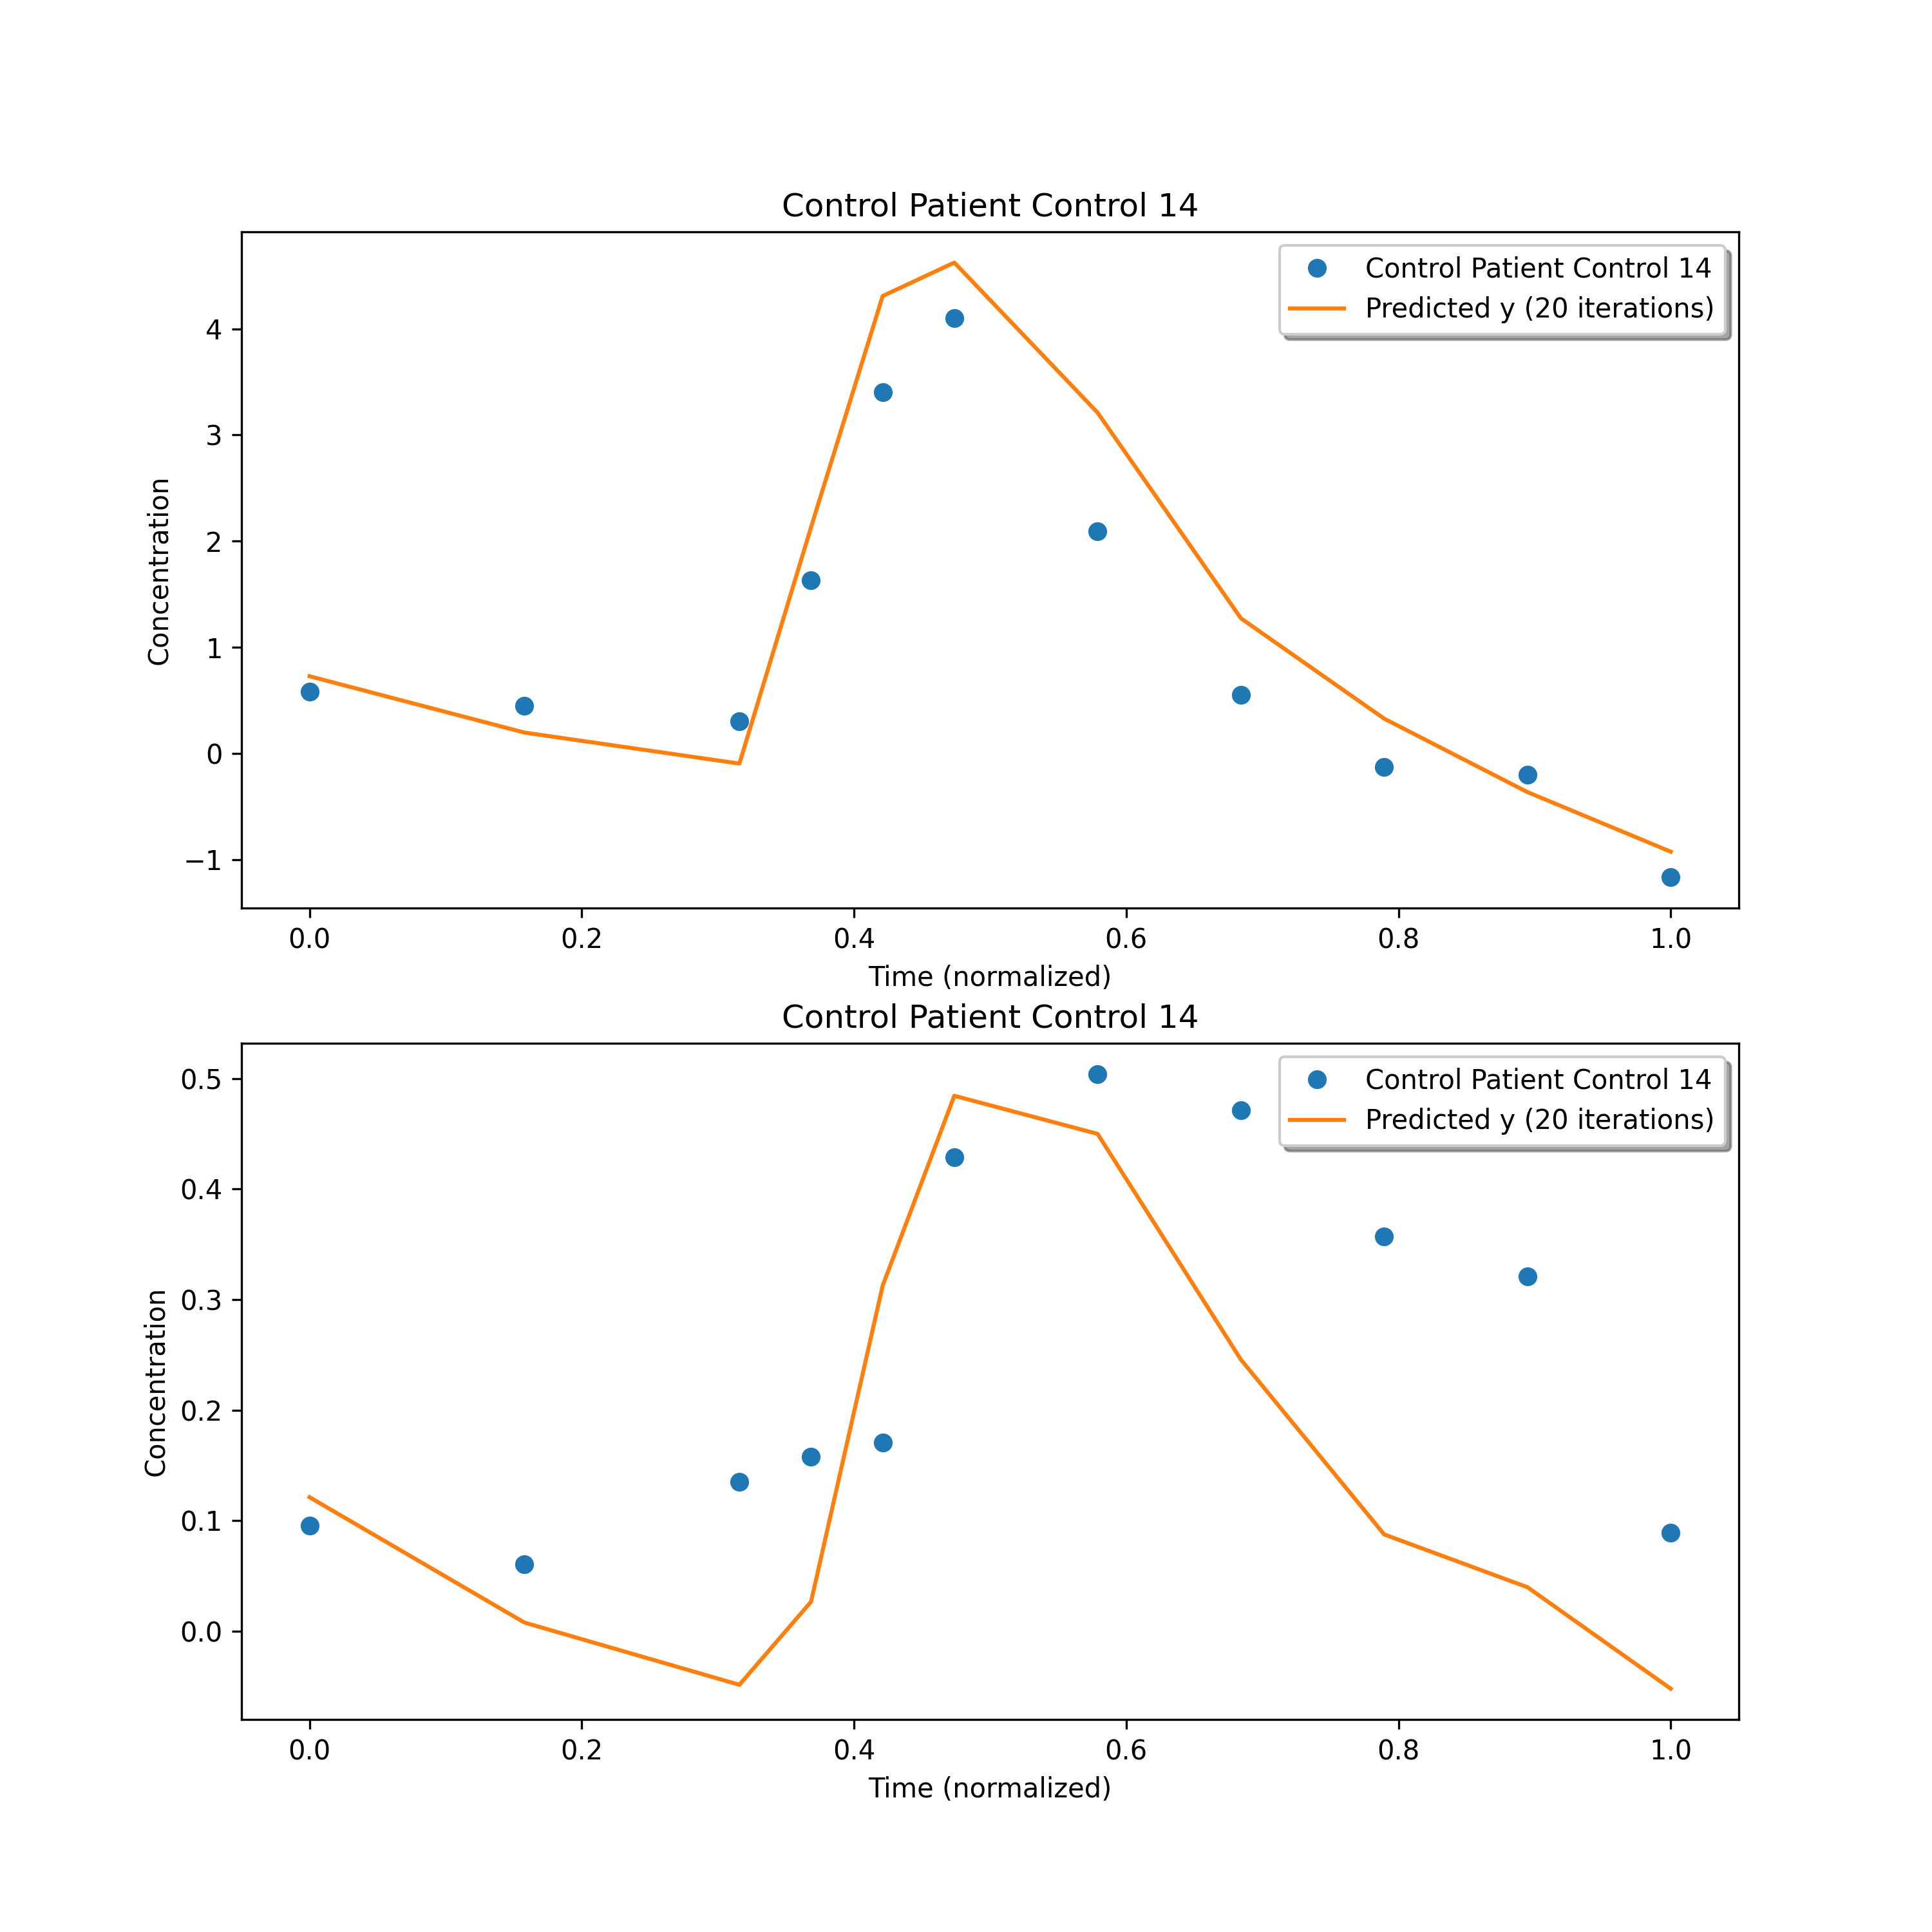 Control Patient Control 14
Control Patient Control 14
Predicted y (20 iterations)
Concentration
4
3
2
1
0
−1
0.0 0.2 0.4 0.6 0.8 1.0
Time (normalized)
Control Patient Control 14
Control Patient Control 14
Predicted y (20 iterations)
Concentration
0.5
0.4
0.3
0.2
0.1
0.0
0.0 0.2 0.4 0.6 0.8 1.0
Time (normalized)